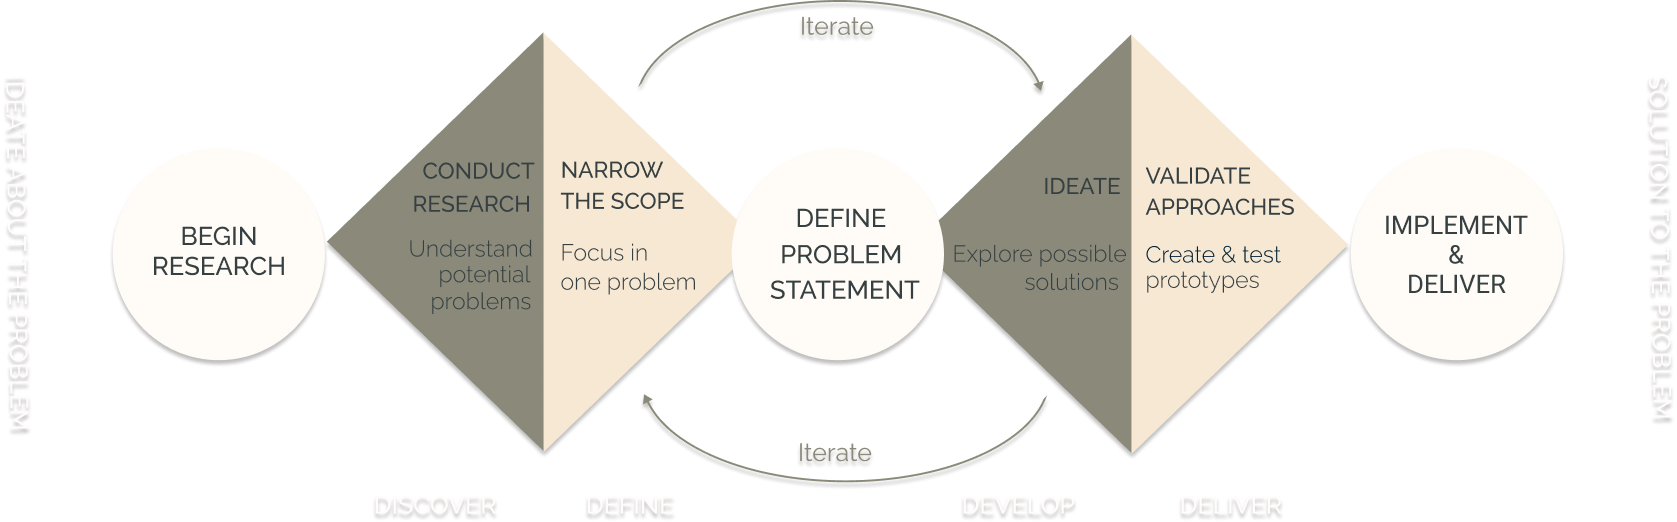 IDEATE ABOUT THE PROBLEM
BEGIN
RESEARCH
CONDUCT
RESEARCH
Understand
potential
problems
NARROW
THE SCOPE
Focus in
one problem
Iterate
DEFINE
PROBLEM
STATEMENT
Iterate
IDEATE
Explore possible
solutions
VALIDATE
APPROACHES
Create & test
prototypes
IMPLEMENT
&
DELIVER
SOLUTION TO THE PROBLEM
DISCOVER
DEFINE
DEVELOP
DELIVER